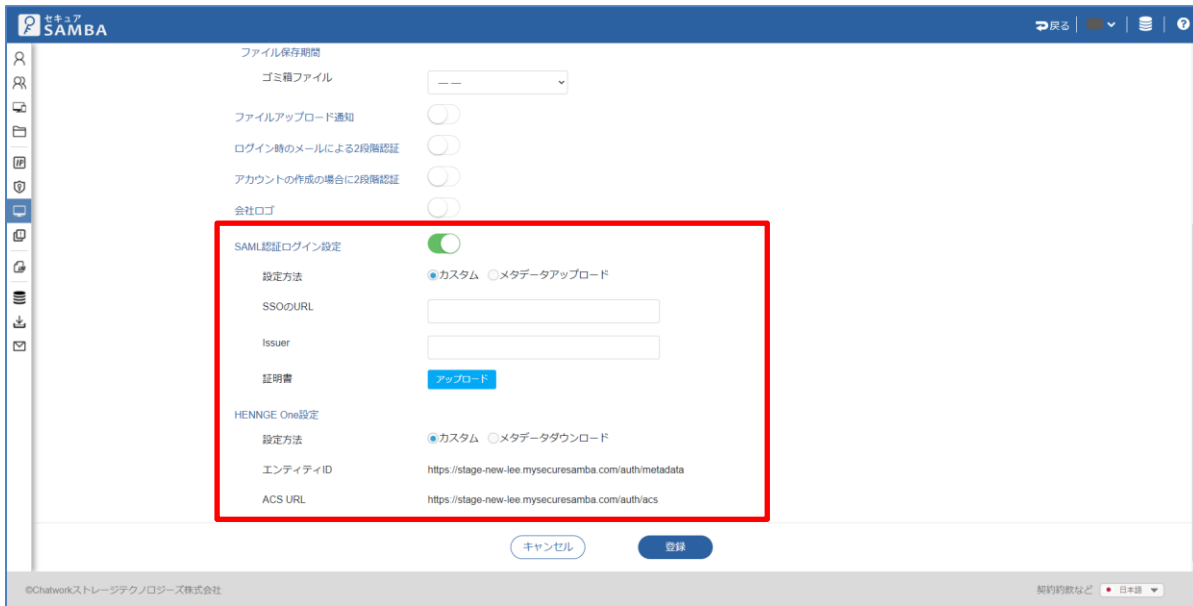 セキュア
SAMBA
戻る
ファイル保存期間
ゴミ箱ファイル
——
ファイルアップロード通知
ログイン時のメールによる2段階認証
アカウントの作成の場合に2段階認証
会社ロゴ
SAML認証ログイン設定
設定方法 カスタム メタデータアップロード
SSOのURL
Issuer
証明書 アップロード
HENNGE One設定
設定方法 カスタム メタデータダウンロード
エンティティID https://stage-new-lee.mysecuresamba.com/auth/metadata
ACS URL https://stage-new-lee.mysecuresamba.com/auth/acs
キャンセル 登録
©Chatworkストレージテクノロジーズ株式会社 契約約款など 日本語